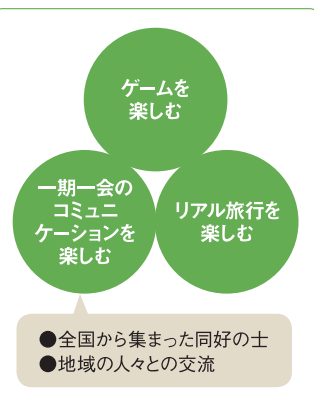 ゲームを
楽しむ
一期一会の
コミュニ
ケーションを
楽しむ
リアル旅行を
楽しむ
●全国から集まった同好の士
●地域の人々との交流